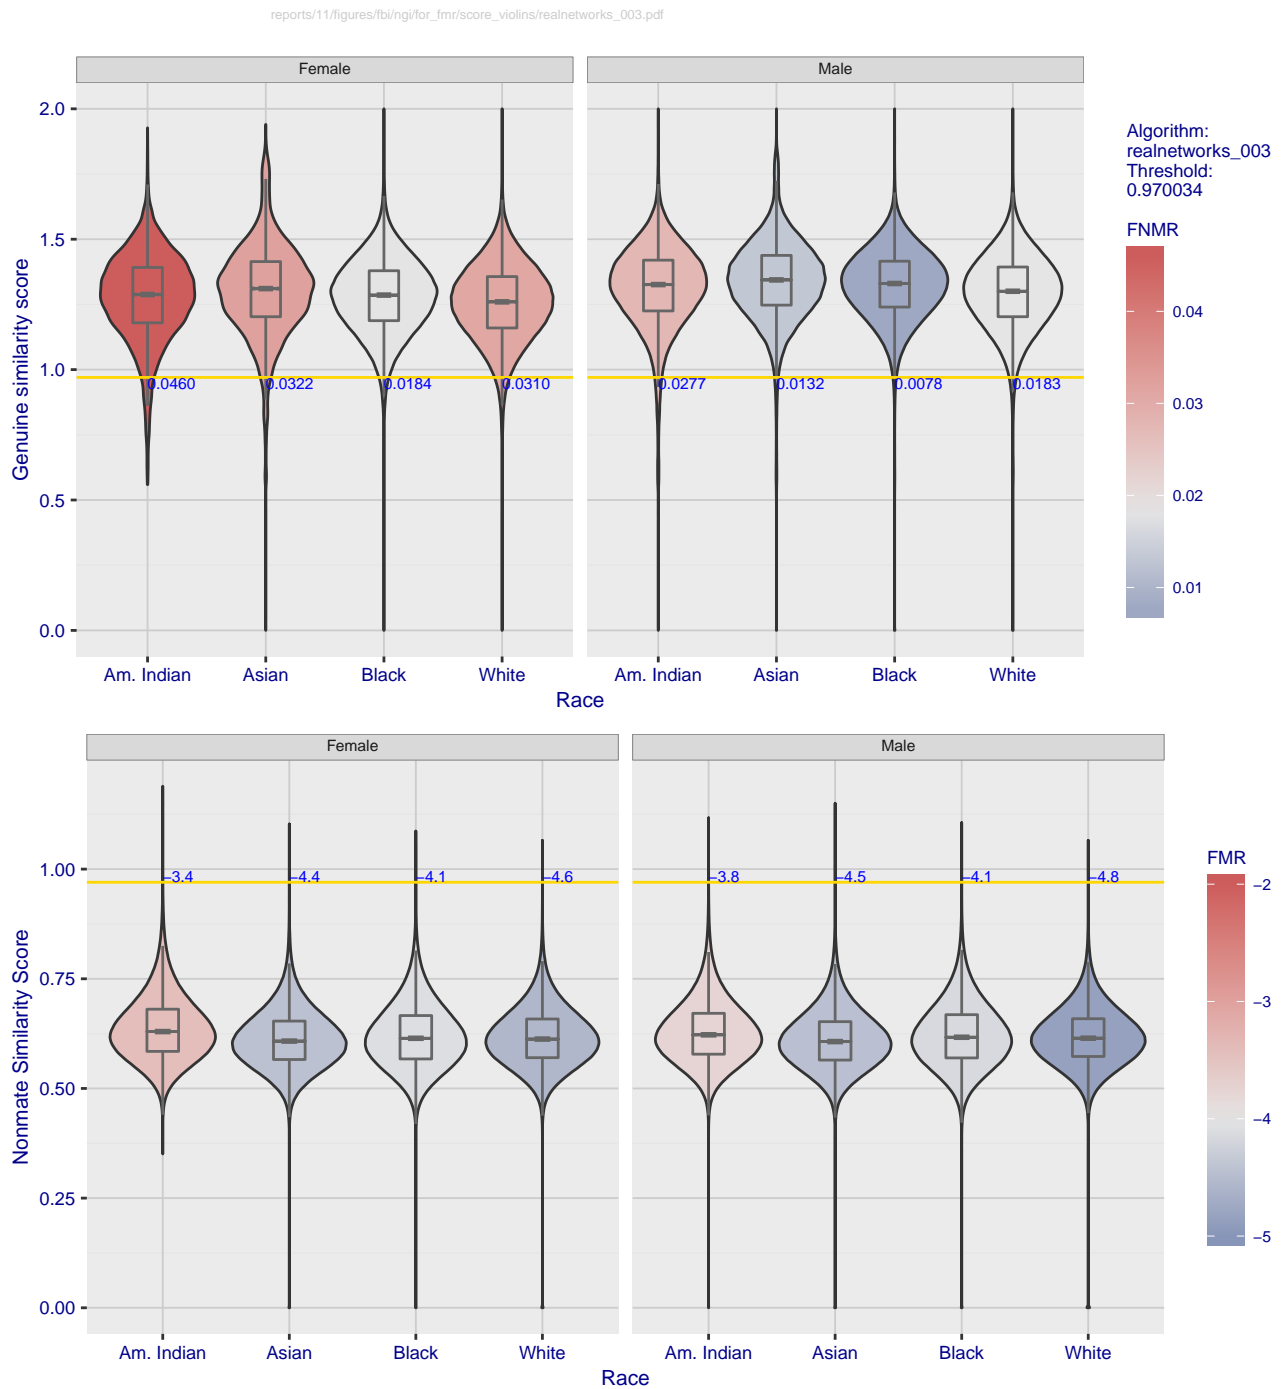 reports/11/figures/fbi/ngi/for_fmr/score_violins/realnetworks_003.pdf
Female
Male
Genuine similarity score
2.0
1.5
1.0
0.5
0.0
0.0460
0.0322
0.0184
0.0310
0.0277
0.0132
0.0078
0.0183
Am. Indian
Asian
Black
White
Am. Indian
Asian
Black
White
Race
Algorithm:
realnetworks_003
Threshold:
0.970034
FNMR
0.04
0.03
0.02
0.01
Female
Male
Nonmate Similarity Score
1.00
0.75
0.50
0.25
0.00
−3.4
−4.4
−4.1
−4.6
−3.8
−4.5
−4.1
−4.8
Am. Indian
Asian
Black
White
Am. Indian
Asian
Black
White
Race
FMR
−2
−3
−4
−5